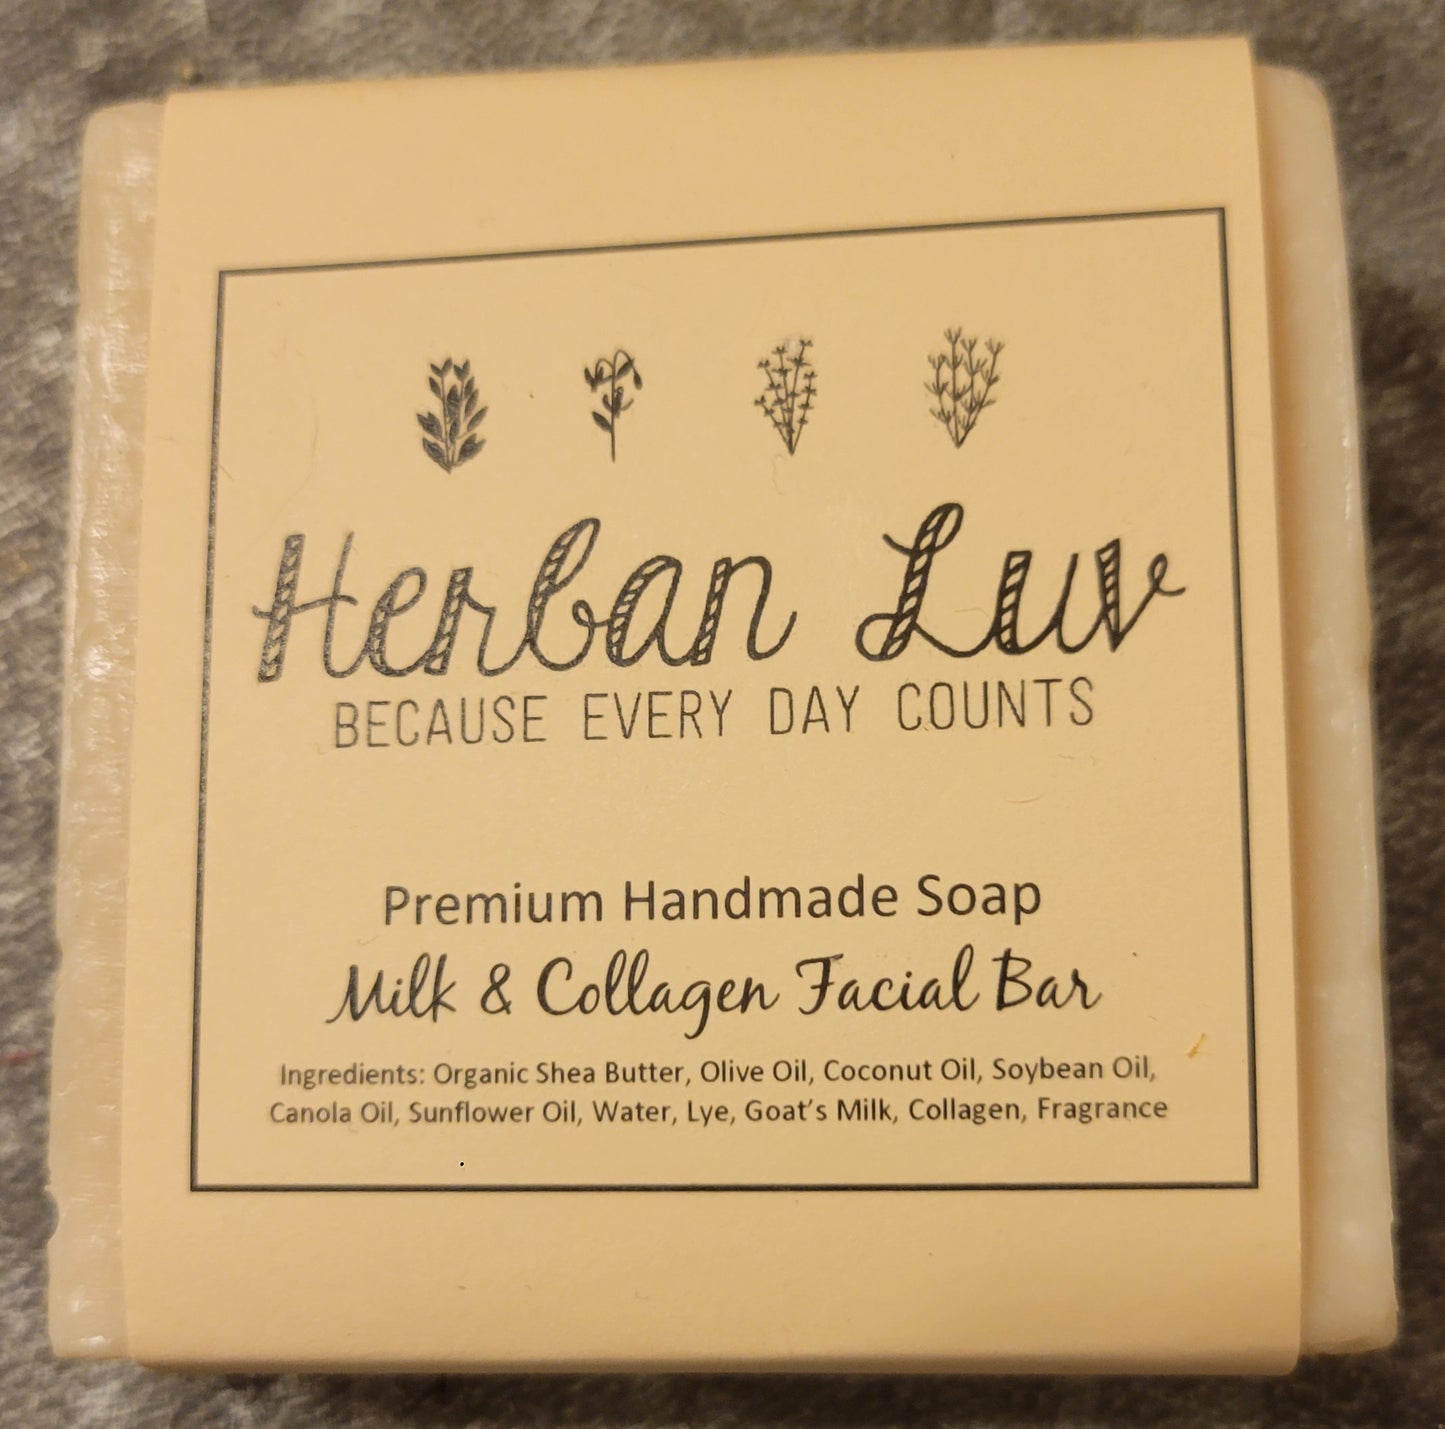 Herban Luv
BECAUSE EVERY DAY COUNTS
Premium Handmade Soap
Milk & Collagen Facial Bar
Ingredients: Organic Shea Butter, Olive Oil, Coconut Oil, Soybean Oil,
Canola Oil, Sunflower Oil, Water, Lye, Goat's Milk, Collagen, Fragrance